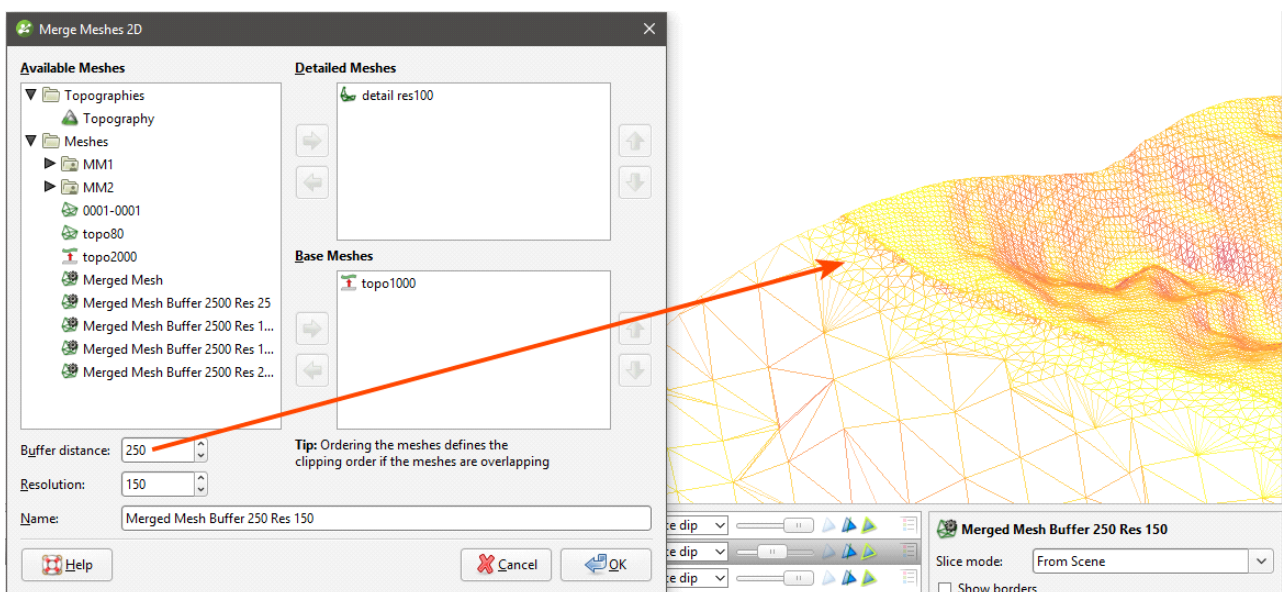 Merge Meshes 2D
Available Meshes
Detailed Meshes
Topographies
Topography
Meshes
MM1
MM2
0001-0001
topo80
topo2000
Merged Mesh
Merged Mesh Buffer 2500 Res 25
Merged Mesh Buffer 2500 Res 1...
Merged Mesh Buffer 2500 Res 1...
Merged Mesh Buffer 2500 Res 2...
detail res100
Base Meshes
topo1000
Buffer distance: 250
Tip: Ordering the meshes defines the
clipping order if the meshes are overlapping
Resolution: 150
Name: Merged Mesh Buffer 250 Res 150
Help
Cancel
OK
dip
dip
dip
Merged Mesh Buffer 250 Res 150
Slice mode: From Scene
Show borders